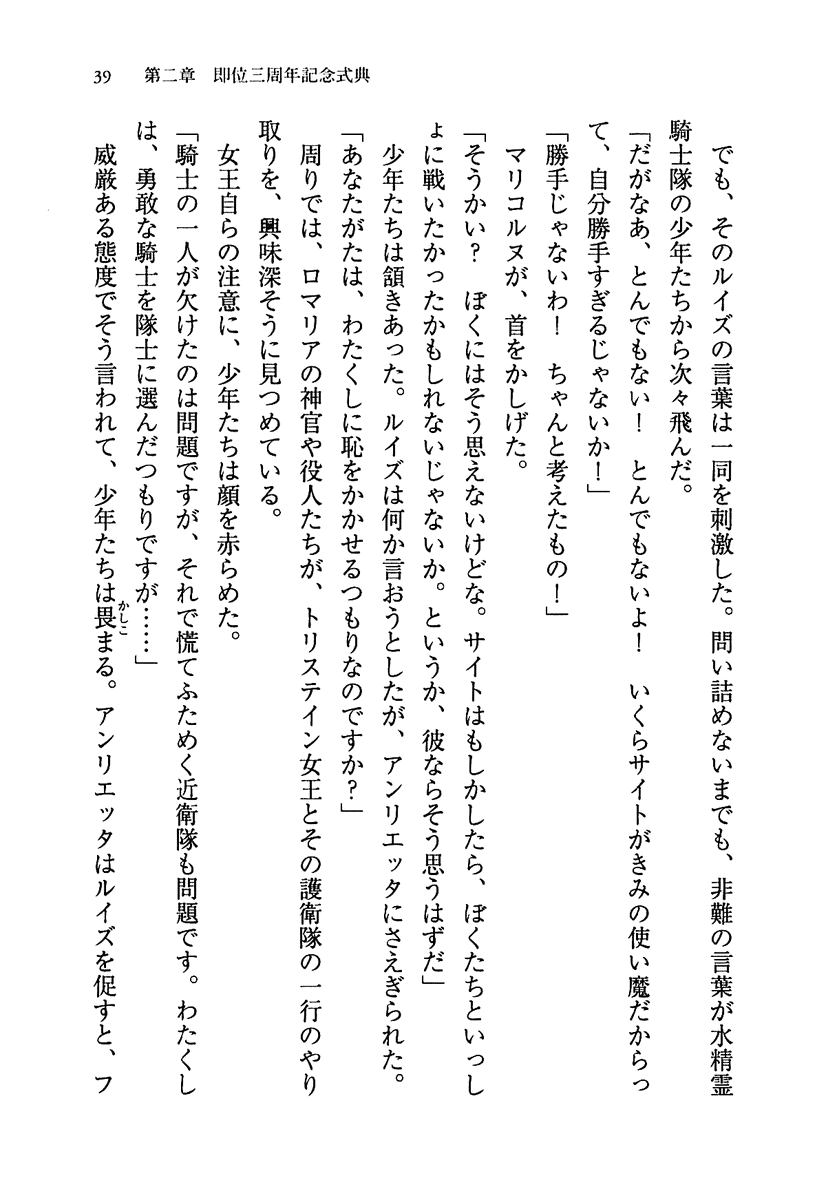 39　第二章　即位三周年記念式典
　でも、そのルイズの言葉は一同を刺激した。問い詰めないまでも、非難の言葉が水精霊
騎士隊の少年たちから次々飛んだ。
「だがなあ、とんでもない！　とんでもないよ！　いくらサイトがきみの使い魔だからっ
て、自分勝手すぎるじゃないか！」
「勝手じゃないわ！　ちゃんと考えたもの！」
　マリコルヌが、首をかしげた。
「そうかい？　ぼくにはそう思えないけどな。サイトはもしかしたら、ぼくたちといっし
ょに戦いたかったかもしれないじゃないか。というか、彼ならそう思うはずだ」
　少年たちは頷きあった。ルイズは何か言おうとしたが、アンリエッタにさえぎられた。
「あなたがたは、わたくしに恥をかかせるつもりなのですか？」
　周りでは、ロマリアの神官や役人たちが、トリステイン女王とその護衛隊の一行のやり
取りを、興味深そうに見つめている。
　女王自らの注意に、少年たちは顔を赤らめた。
「騎士の一人が欠けたのは問題ですが、それで慌てふためく近衛隊も問題です。わたくし
は、勇敢な騎士を隊士に選んだつもりですが……」
　威厳ある態度でそう言われて、少年たちは畏まる。アンリエッタはルイズを促すと、フ
かしこ